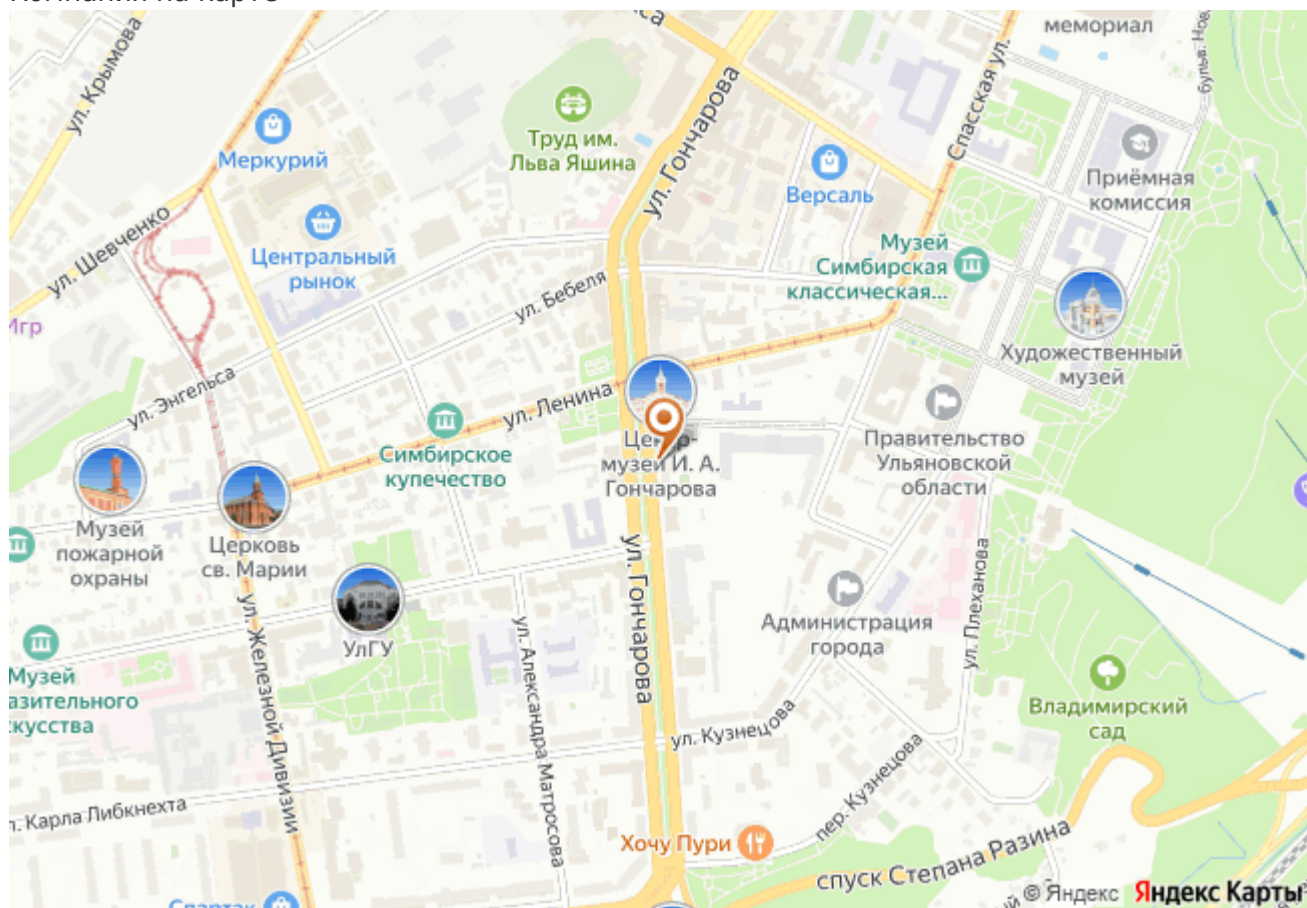 ул. Крымова
мемориал
Труд им.
Льва Яшина
ул. Гончарова
Спасская ул.
Меркурий
Версаль
Приёмная
комиссия
ул. Шевченко
Центральный
рынок
Музей
Симбирская
классическая...
ул. Бебеля
Игр
Художественный
музей
ул. Энгельса
ул. Ленина
Симбирское
купечество
музей И. А.
Гончарова
Правительство
Ульяновской
области
Музей
пожарной
охраны
Церковь
св. Марии
ул. Гончарова
ул. Плеханова
УлГУ
Администрация
города
ул. Железной Дивизии
ул. Александра Матросова
Музей
Владимирский
сад
ул. Кузнецова
пер. Кузнецова
Карла Либкнехта
Хочу Пури
спуск Степана Разина
Спартак
© Яндекс Яндекс Карты